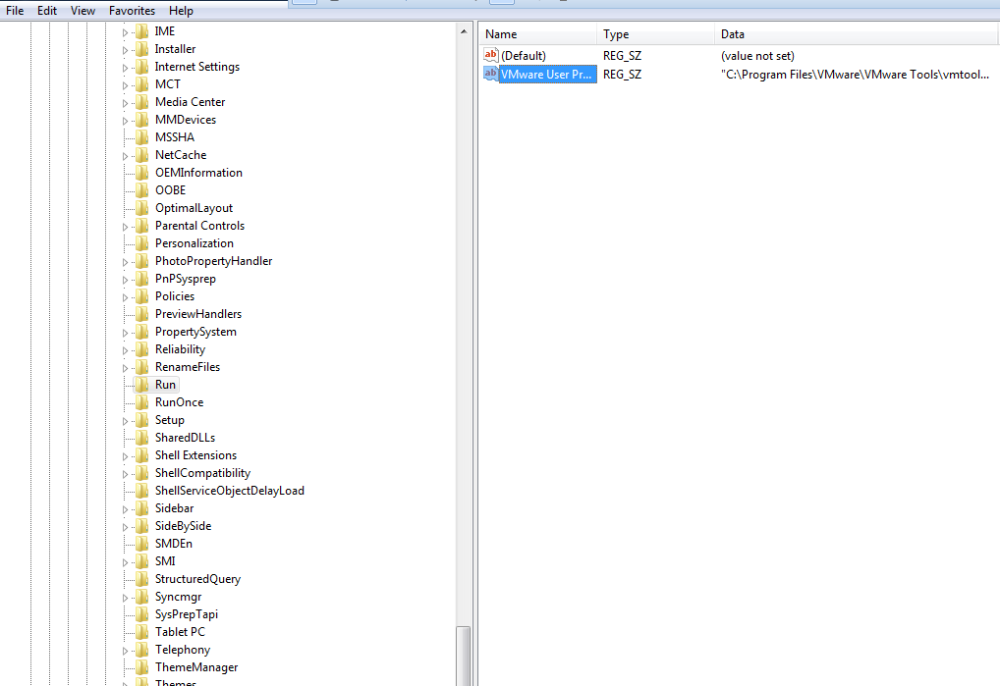 File Edit View Favorites Help
IME
Installer
Internet Settings
MCT
Media Center
MMDevices
MSSHA
NetCache
OEMInformation
OOBE
OptimalLayout
Parental Controls
Personalization
PhotoPropertyHandler
PnPSysprep
Policies
PreviewHandlers
PropertySystem
Reliability
RenameFiles
Run
RunOnce
Setup
SharedDLLs
Shell Extensions
ShellCompatibility
ShellServiceObjectDelayLoad
Sidebar
SideBySide
SMDEn
SMI
StructuredQuery
Syncmgr
SysPrepTapi
Tablet PC
Telephony
ThemeManager
Themes
Name Type Data
ab (Default) REG_SZ (value not set)
ab VMware User Pr... REG_SZ "C:\Program Files\VMware\VMware Tools\vmtool...